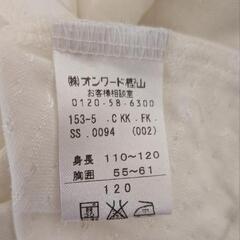 ㈱オンワード樫山
お客様相談室
0120-58-6300
153-5 .C KK .FK .
SS .0094 (002)
身長 110~120
胸囲 55~61
120